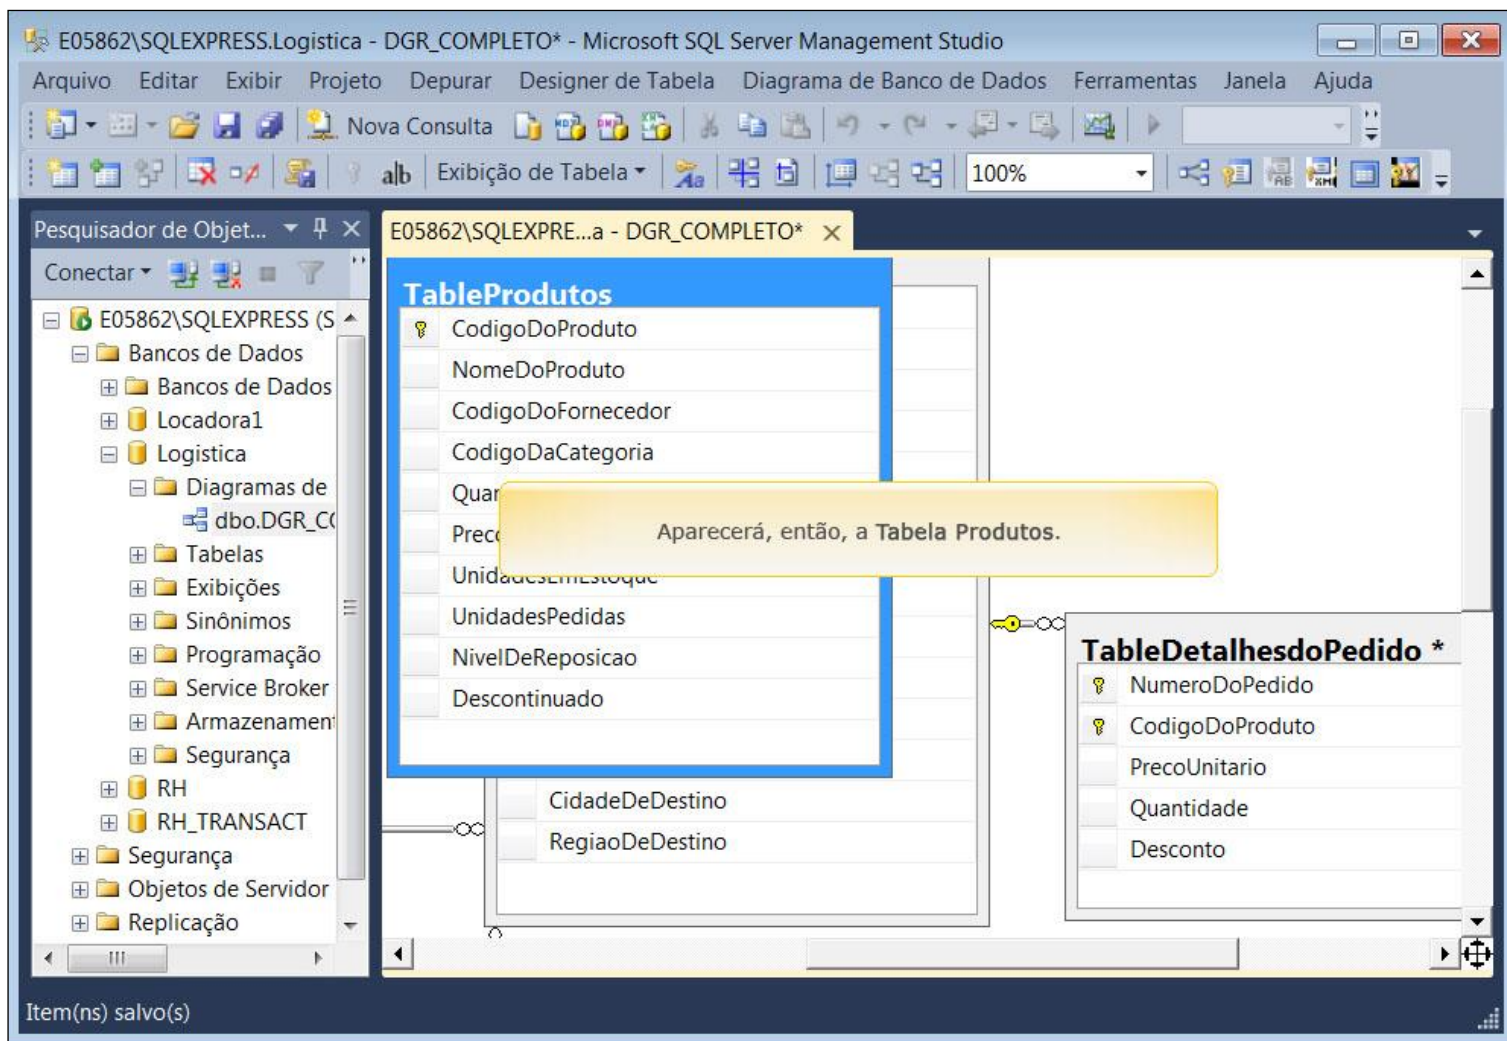 E05862\SQLEXPRESS.Logistica - DGR_COMPLETO* - Microsoft SQL Server Management Studio
Arquivo Editar Exibir Projeto Depurar Designer de Tabela Diagrama de Banco de Dados Ferramentas Janela Ajuda
Nova Consulta
Exibição de Tabela 100%
Pesquisador de Objet...
Conectar
E05862\SQLEXPRESS (S
Bancos de Dados
Bancos de Dados
Locadora1
Logistica
Diagramas de
dbo.DGR_C
Tabelas
Exibições
Sinônimos
Programação
Service Broker
Armazenament
Segurança
RH
RH_TRANSACT
Segurança
Objetos de Servidor
Replicação
E05862\SQLEXPRE...a - DGR_COMPLETO*
TableProdutos
CodigoDoProduto
NomeDoProduto
CodigoDoFornecedor
CodigoDaCategoria
Quar
Prec
UnidadesEmEstoque
UnidadesPedidas
NivelDeReposicao
Descontinuado
Aparecerá, então, a Tabela Produtos.
CidadeDeDestino
RegiaoDeDestino
TableDetalhesdoPedido *
NumeroDoPedido
CodigoDoProduto
PrecoUnitario
Quantidade
Desconto
Item(ns) salvo(s)